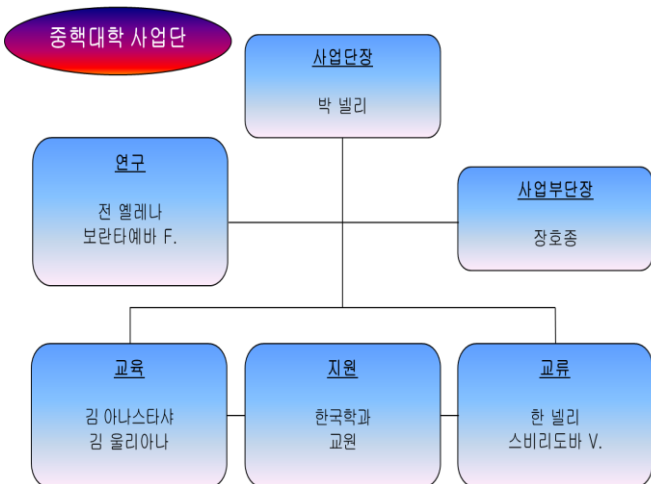 중핵대학 사업단
사업단장
박 넬리
연구
전 옐레나
보란타예바 F.
사업부단장
장호종
교육
김 아나스타샤
김 울리아나
지원
한국학과
교원
교류
한 넬리
스비리도바 V.